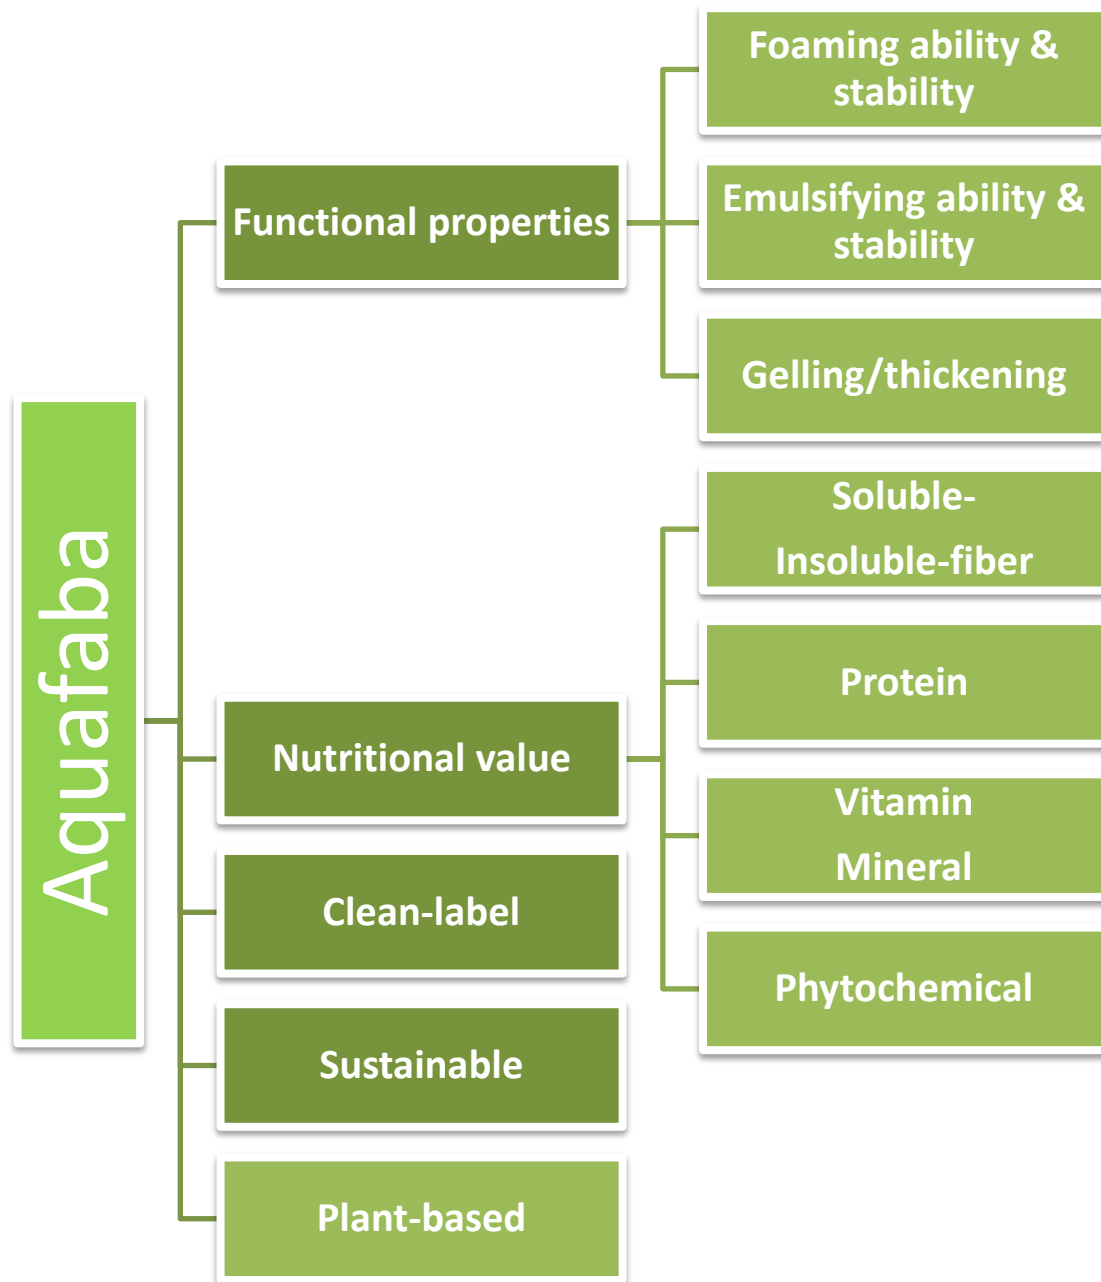 Aquafaba
Functional properties
Foaming ability &
stability
Emulsifying ability &
stability
Gelling/thickening
Nutritional value
Soluble-
Insoluble-fiber
Protein
Vitamin
Mineral
Phytochemical
Clean-label
Sustainable
Plant-based